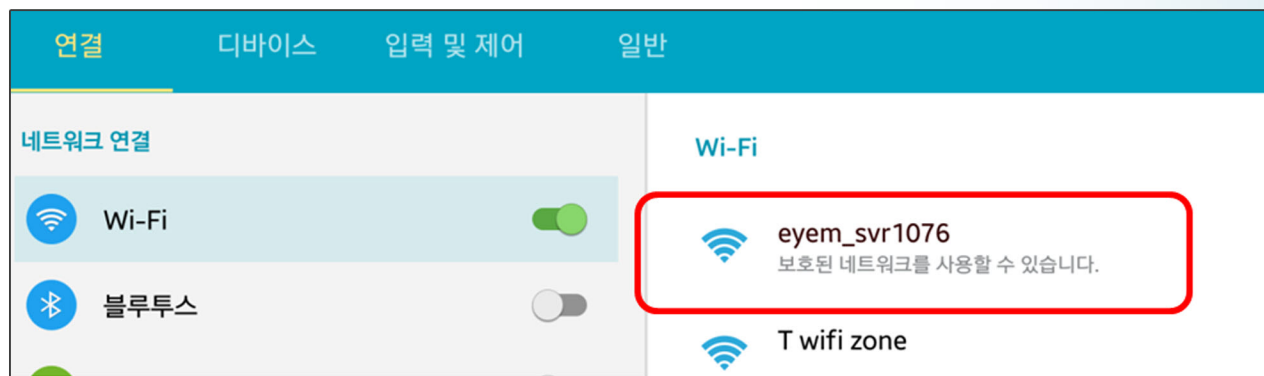 연결 디바이스 입력 및 제어 일반
네트워크 연결
Wi-Fi
블루투스
Wi-Fi
eyem_svr1076
보호된 네트워크를 사용할 수 있습니다.
T wifi zone